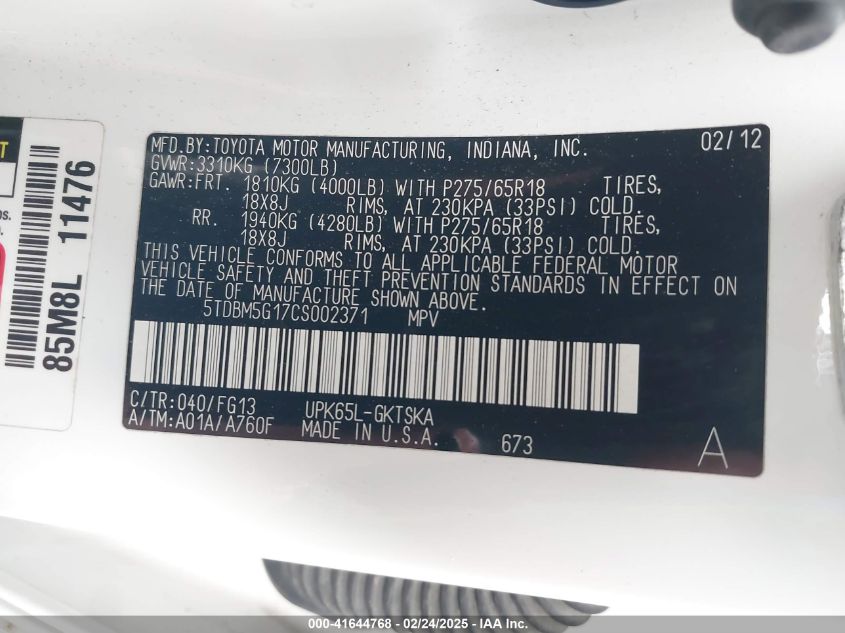 MFD.BY:TOYOTA MOTOR MANUFACTURING, INDIANA, INC. 02/12
GVWR:3310KG (7300LB)
GAWR:FRT. 1810KG (4000LB) WITH P275/65R18 TIRES,
18X8J RIMS, AT 230KPA (33PSI) COLD.
RR. 1940KG (4280LB) WITH P275/65R18 TIRES,
18X8J RIMS, AT 230KPA (33PSI) COLD.
THIS VEHICLE CONFORMS TO ALL APPLICABLE FEDERAL MOTOR
VEHICLE SAFETY AND THEFT PREVENTION STANDARDS IN EFFECT ON
THE DATE OF MANUFACTURE SHOWN ABOVE.
5TDBM5G17CS002371 MPV
C/TR:040/FG13 UPK65L-GKTSKA
A/TM:A01A/A760F MADE IN U.S.A. 673 A
85M8L 11476
000-41644768 - 02/24/2025 - IAA Inc.